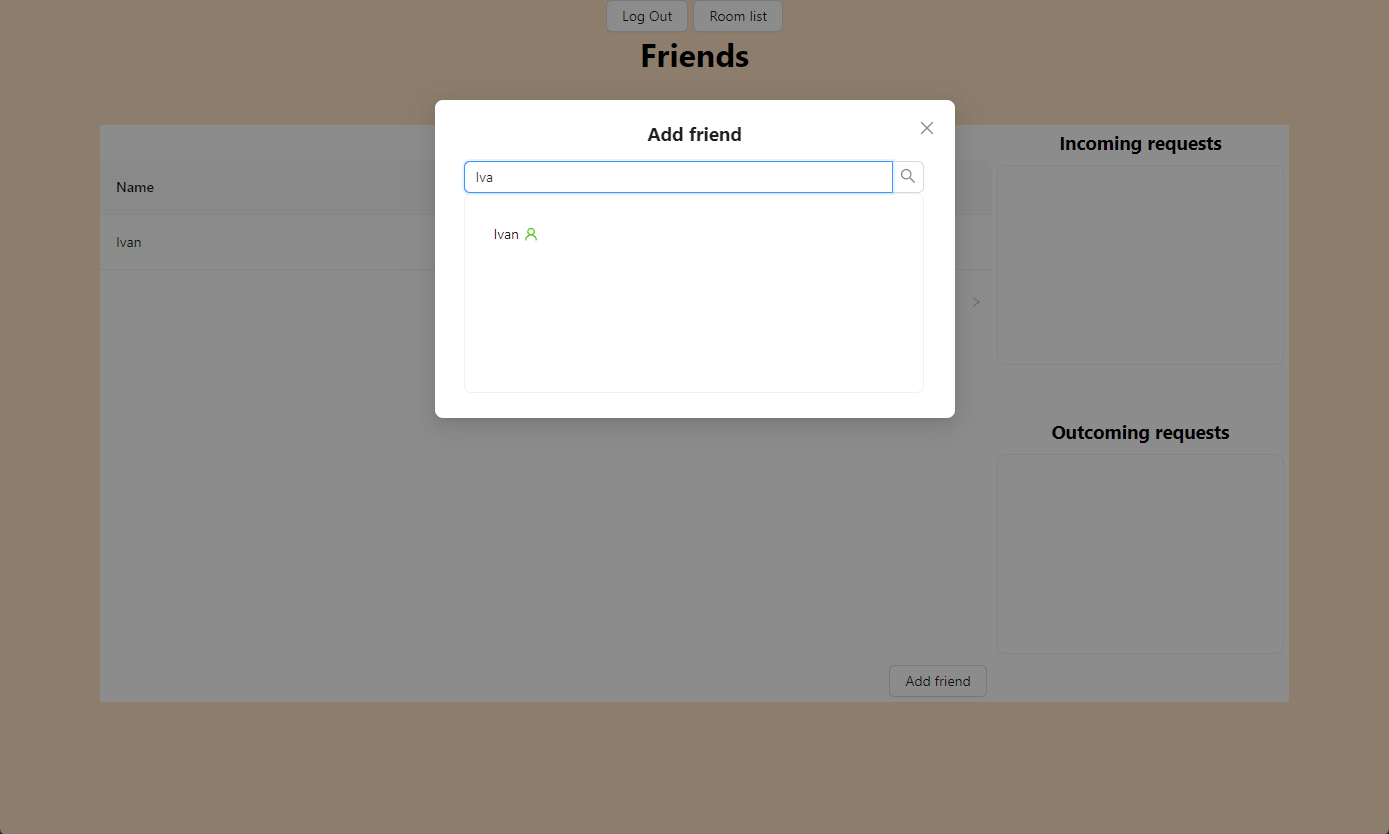 Log Out Room list
Friends
Add friend
Iva
Ivan
Name
Ivan
Incoming requests
Outcoming requests
Add friend